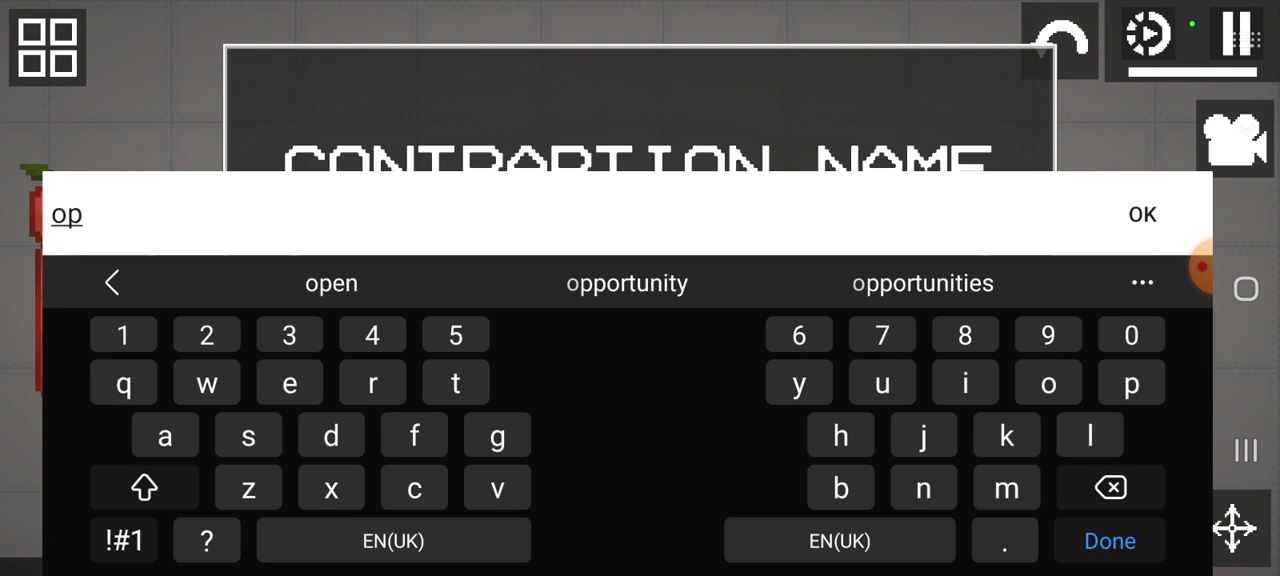 CONTRAPTION NAME
op
OK
open opportunity opportunities
1 2 3 4 5 6 7 8 9 0
q w e r t y u i o p
a s d f g h j k l
z x c v b n m
!#1 ? EN(UK) EN(UK) . Done